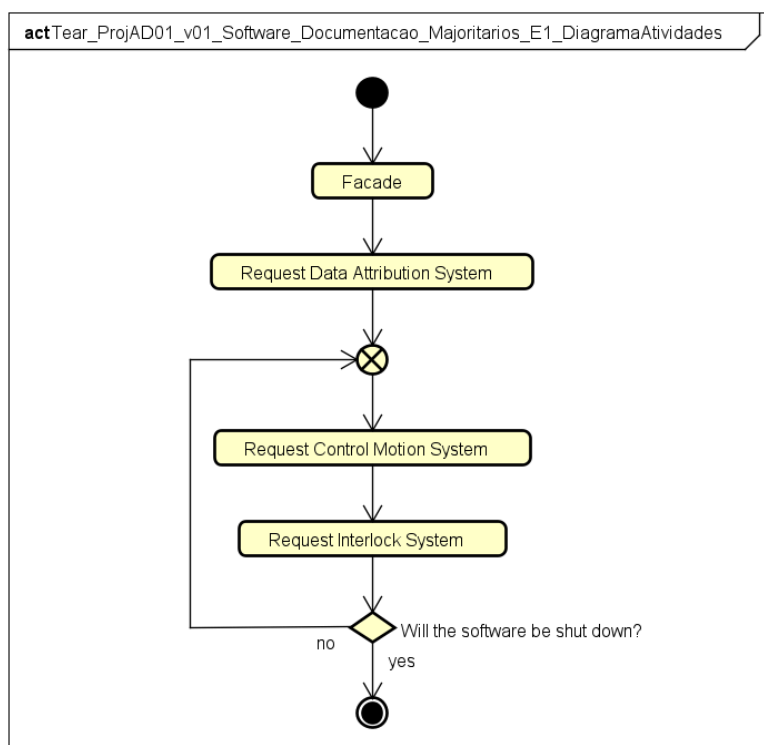 act Tear_ProjAD01_v01_Software_Documentacao_Majoritarios_E1_DiagramaAtividades
Facade
Request Data Attribution System
Request Control Motion System
Request Interlock System
Will the software be shut down?
no
yes